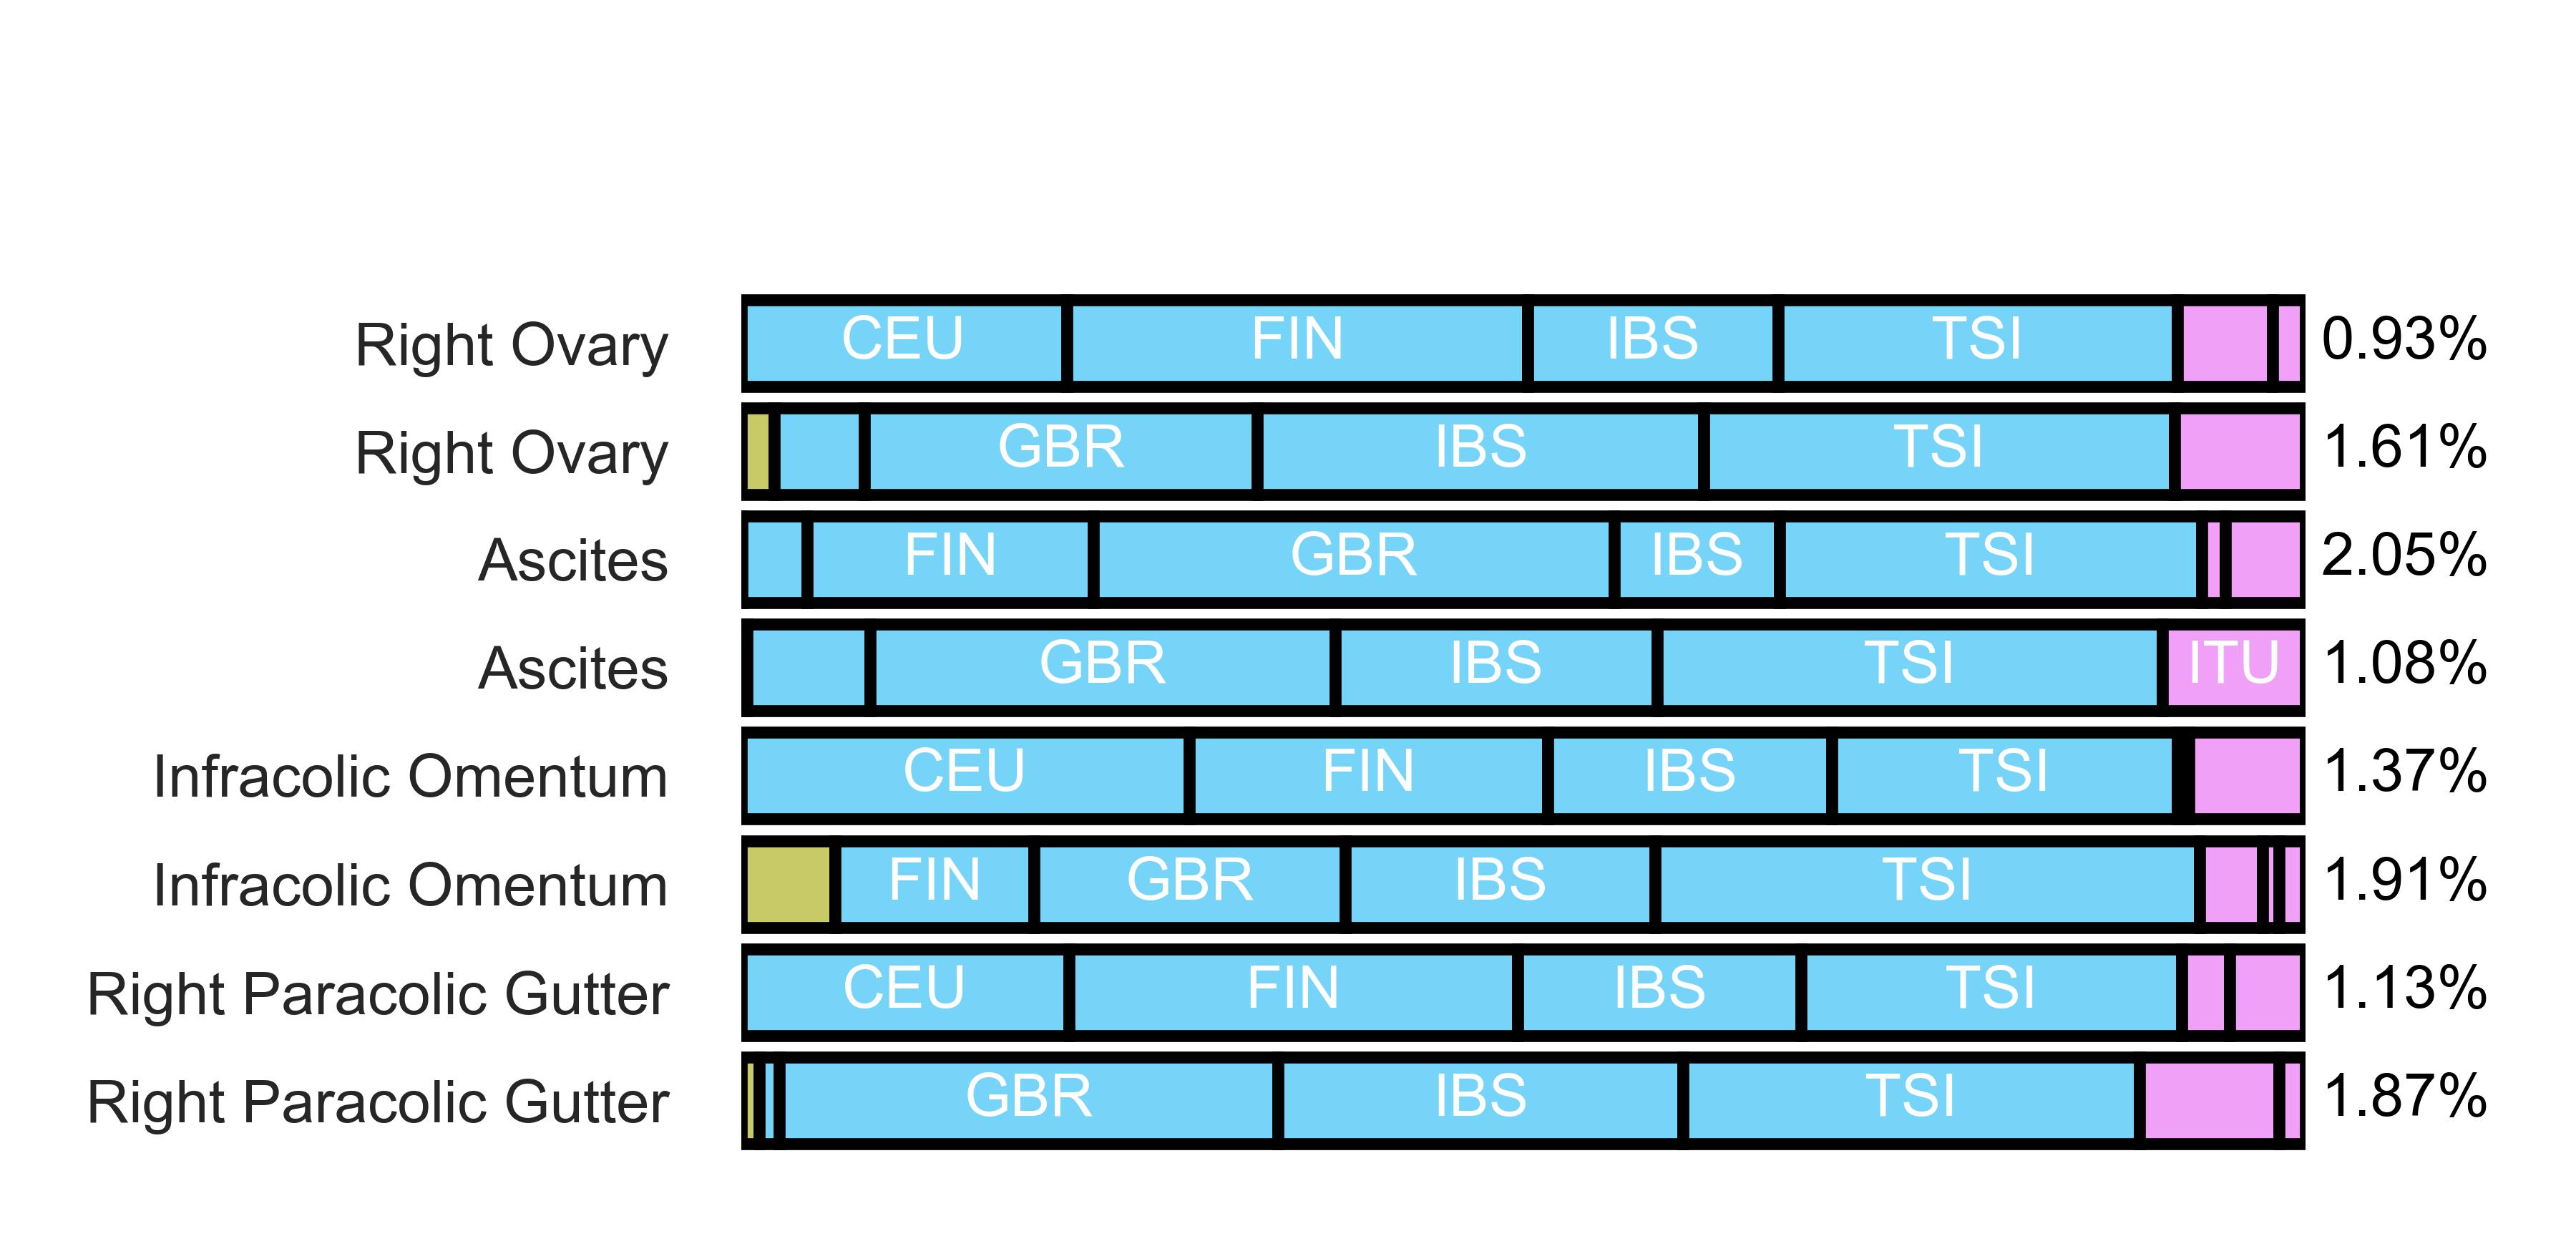 Right Ovary CEU FIN IBS TSI 0.93%
Right Ovary GBR IBS TSI 1.61%
Ascites FIN GBR IBS TSI 2.05%
Ascites GBR IBS TSI ITU 1.08%
Infracolic Omentum CEU FIN IBS TSI 1.37%
Infracolic Omentum FIN GBR IBS TSI 1.91%
Right Paracolic Gutter CEU FIN IBS TSI 1.13%
Right Paracolic Gutter GBR IBS TSI 1.87%